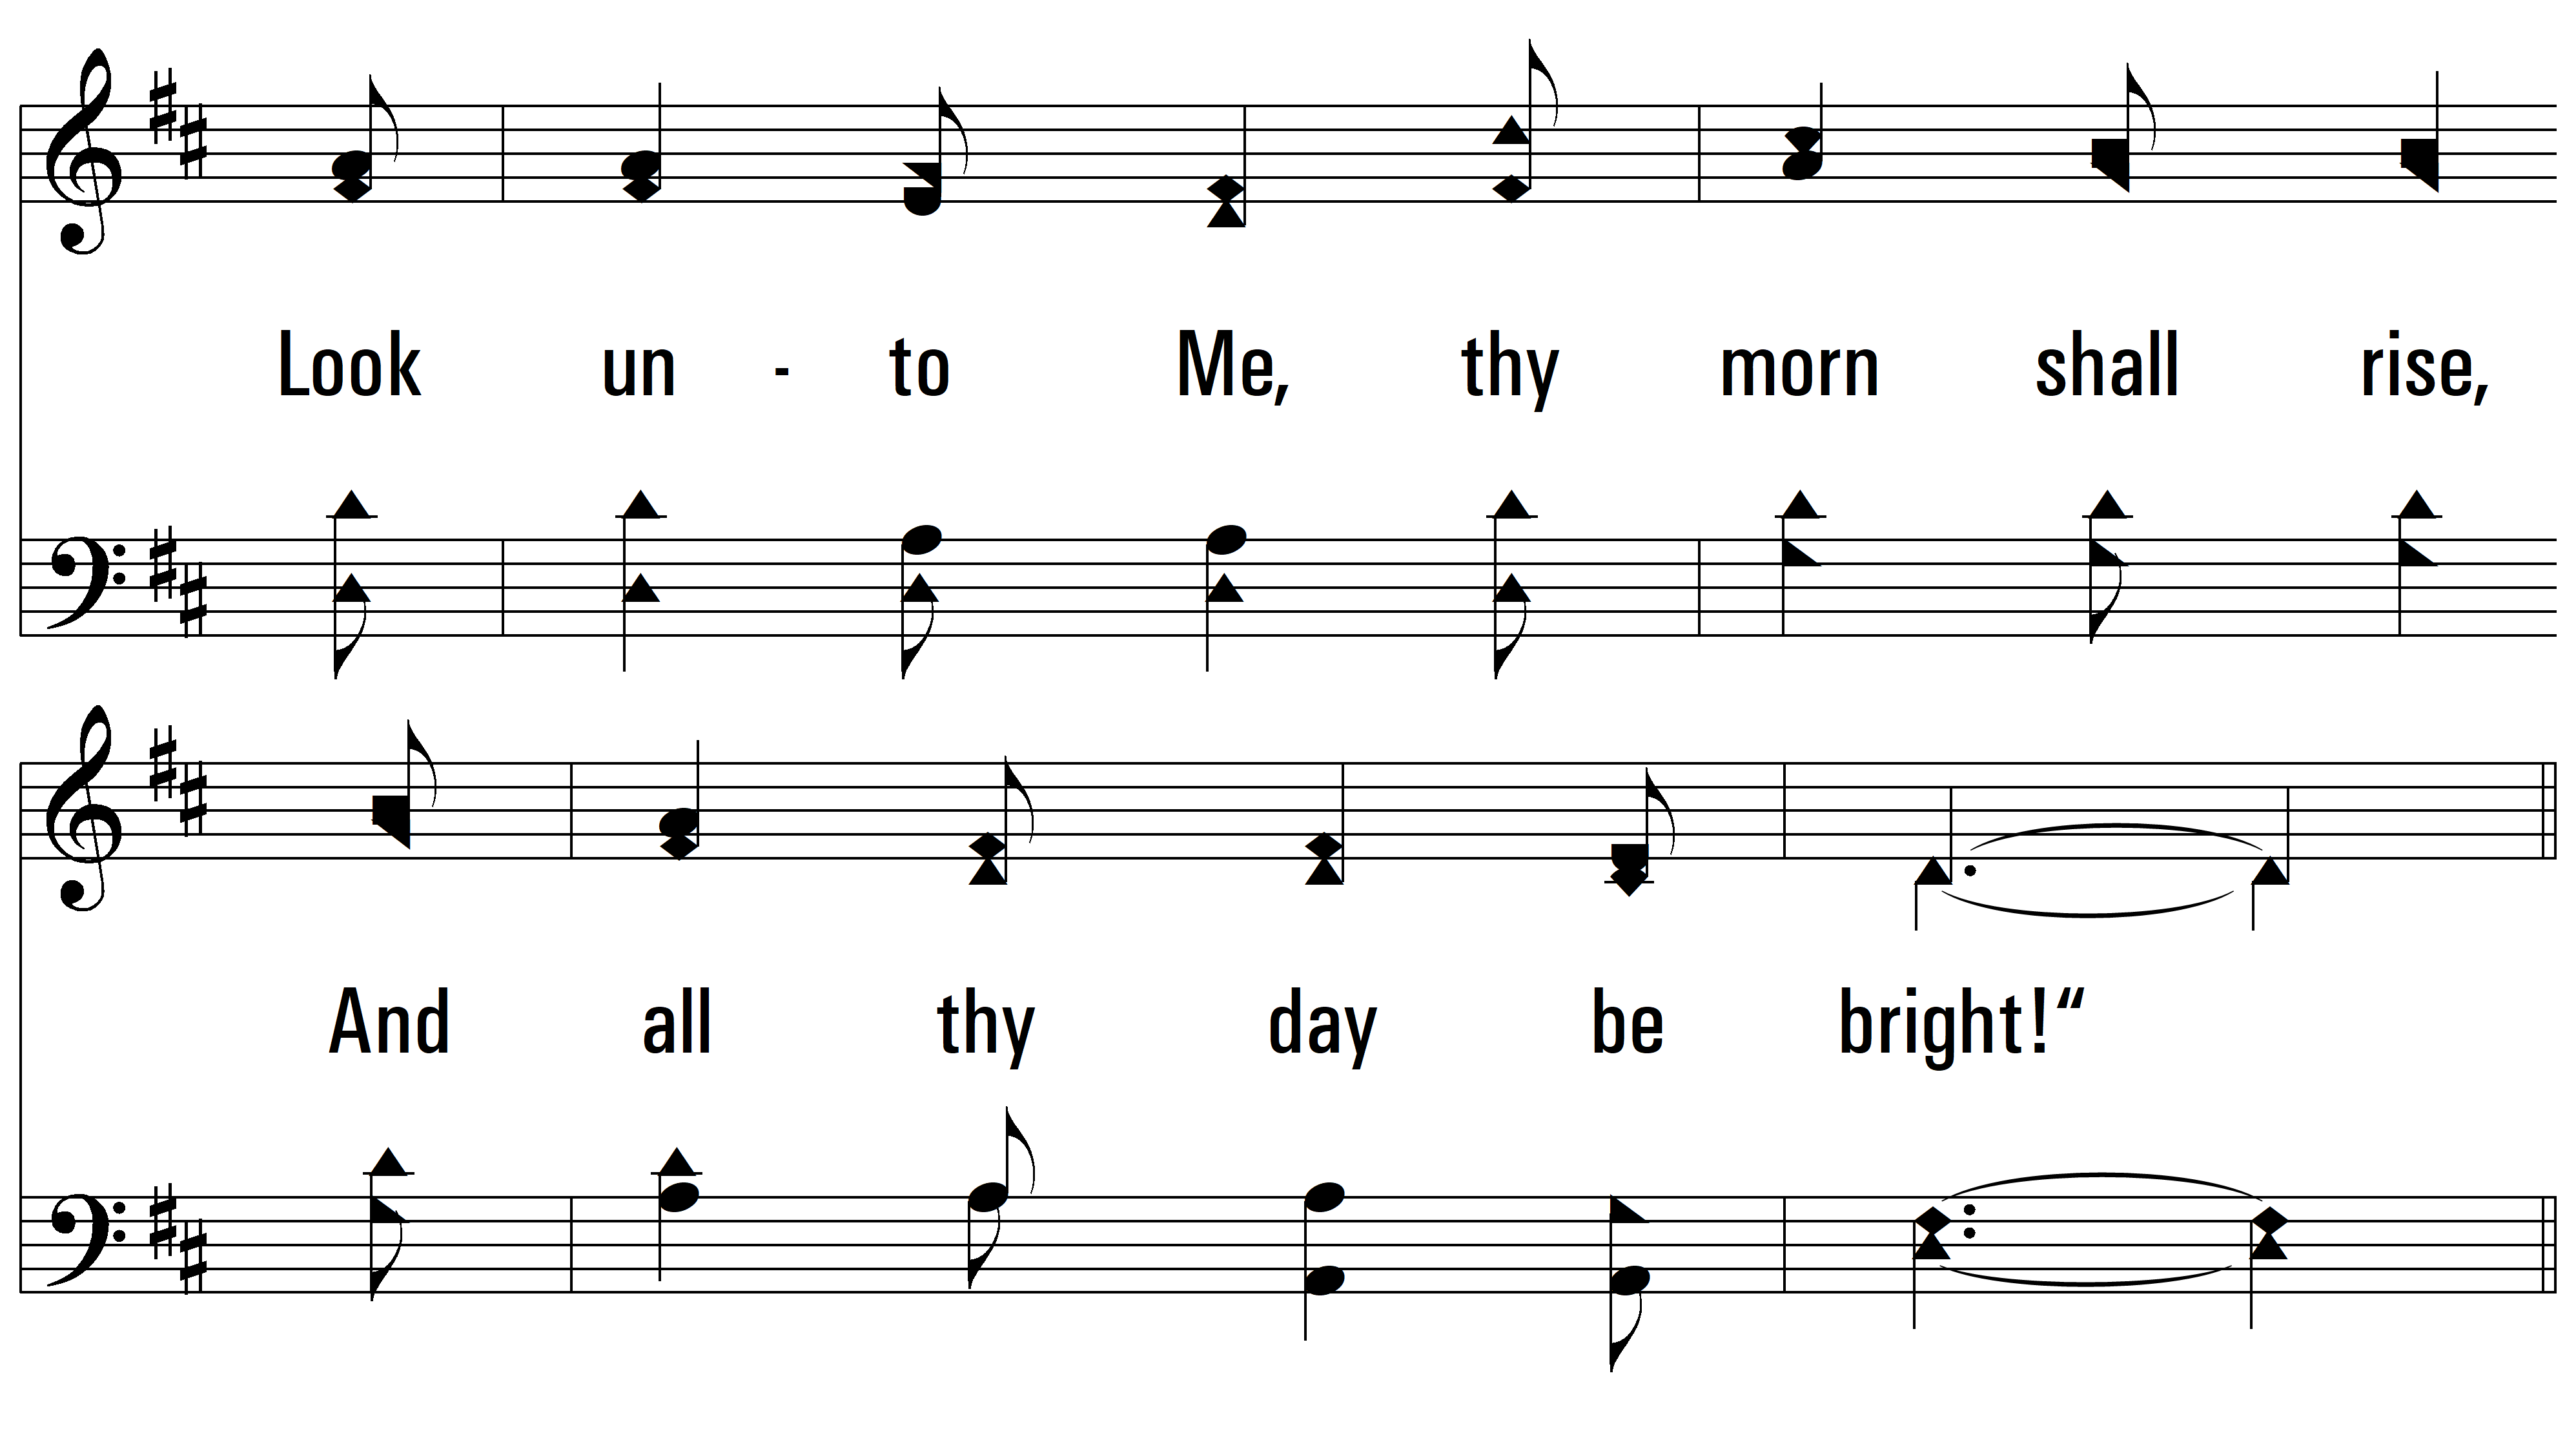 Look un - to Me, thy morn shall rise,
And all thy day be bright!“